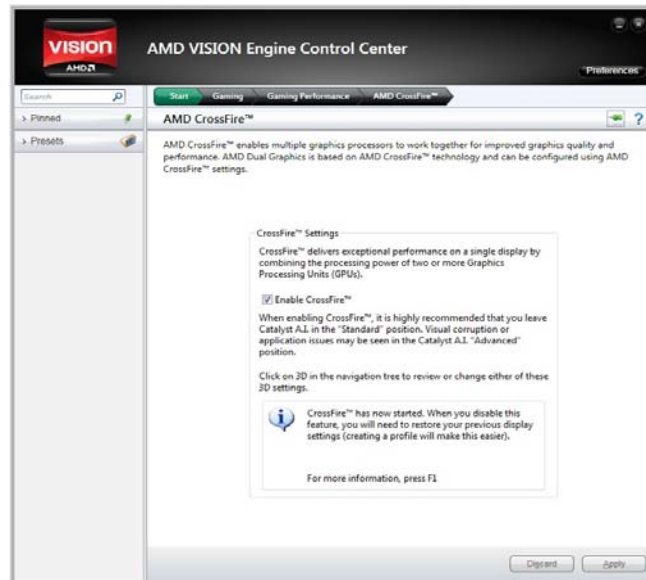 VISION
AMD
AMD VISION Engine Control Center
Preferences
Search
Start Gaming Gaming Performance AMD CrossFire™
> Pinned
AMD CrossFire™
?
> Presets
AMD CrossFire™ enables multiple graphics processors to work together for improved graphics quality and
performance. AMD Dual Graphics is based on AMD CrossFire™ technology and can be configured using AMD
CrossFire™ settings.
CrossFire™ Settings
CrossFire™ delivers exceptional performance on a single display by
combining the processing power of two or more Graphics
Processing Units (GPUs).
Enable CrossFire™
When enabling CrossFire™, it is highly recommended that you leave
Catalyst A.I. in the "Standard" position. Visual corruption or
application issues may be seen in the Catalyst A.I. "Advanced"
position.
Click on 3D in the navigation tree to review or change either of these
3D settings.
CrossFire™ has now started. When you disable this
feature, you will need to restore your previous display
settings (creating a profile will make this easier).
For more information, press F1
Discard Apply